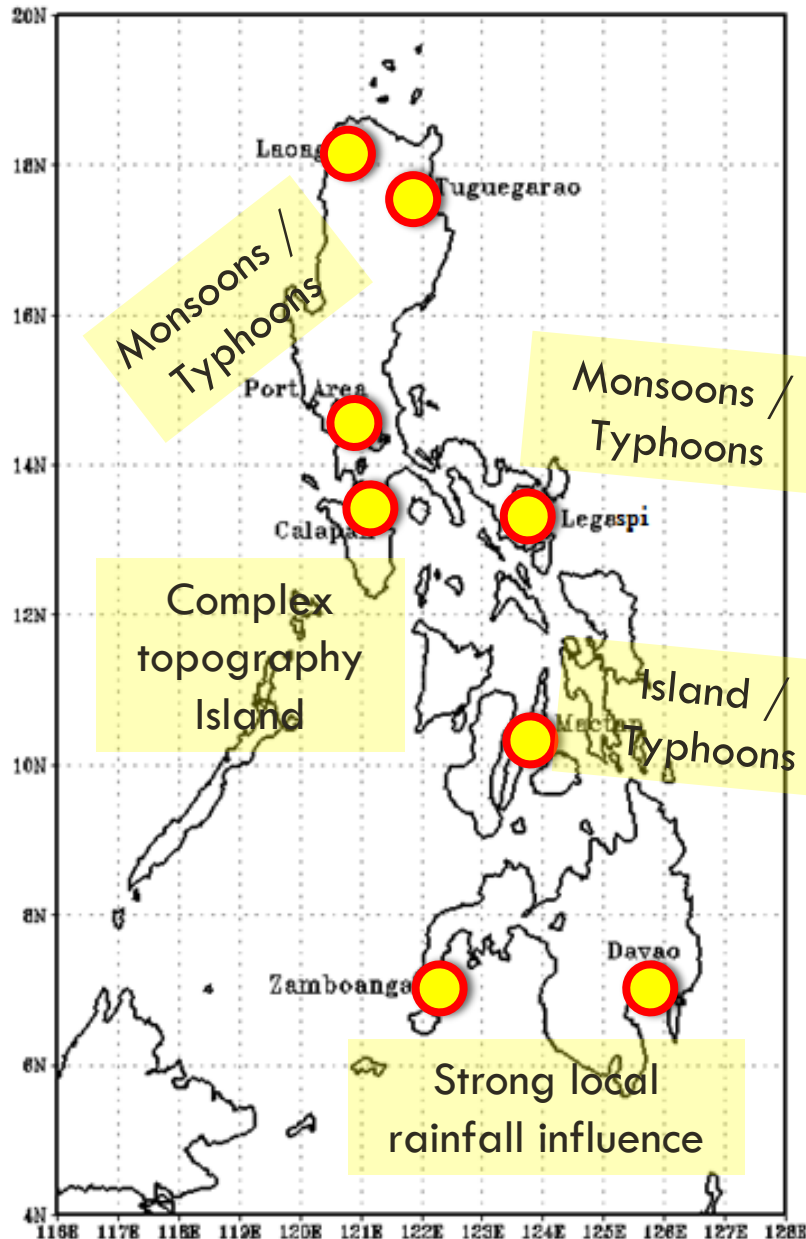 20N
Laoag
18N
Tuguegarao
Monsoons /
Typhoons
16N
Port Area
Monsoons /
Typhoons
14N
Legaspi
Calapan
12N
Complex
topography
Island
Island /
Typhoons
Mactan
10N
8N
Davao
Zamboanga
6N
Strong local
rainfall influence
4N
116E 117E 118E 119E 120E 121E 122E 123E 124E 125E 126E 127E 128E